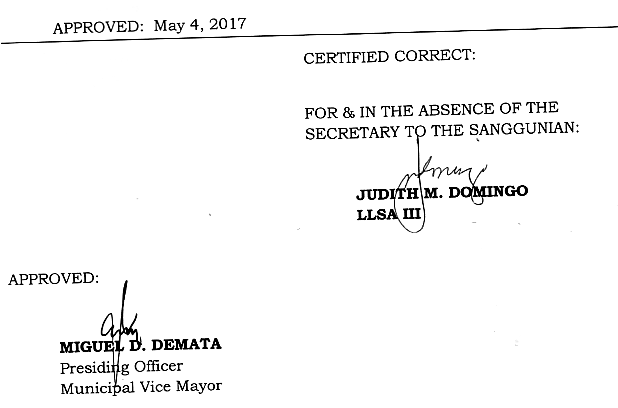 APPROVED: May 4, 2017
CERTIFIED CORRECT:
FOR & IN THE ABSENCE OF THE
SECRETARY TO THE SANGGUNIAN:
JUDITH M. DOMINGO
LLSA III
APPROVED:
MIGUEL D. DEMATA
Presiding Officer
Municipal Vice Mayor